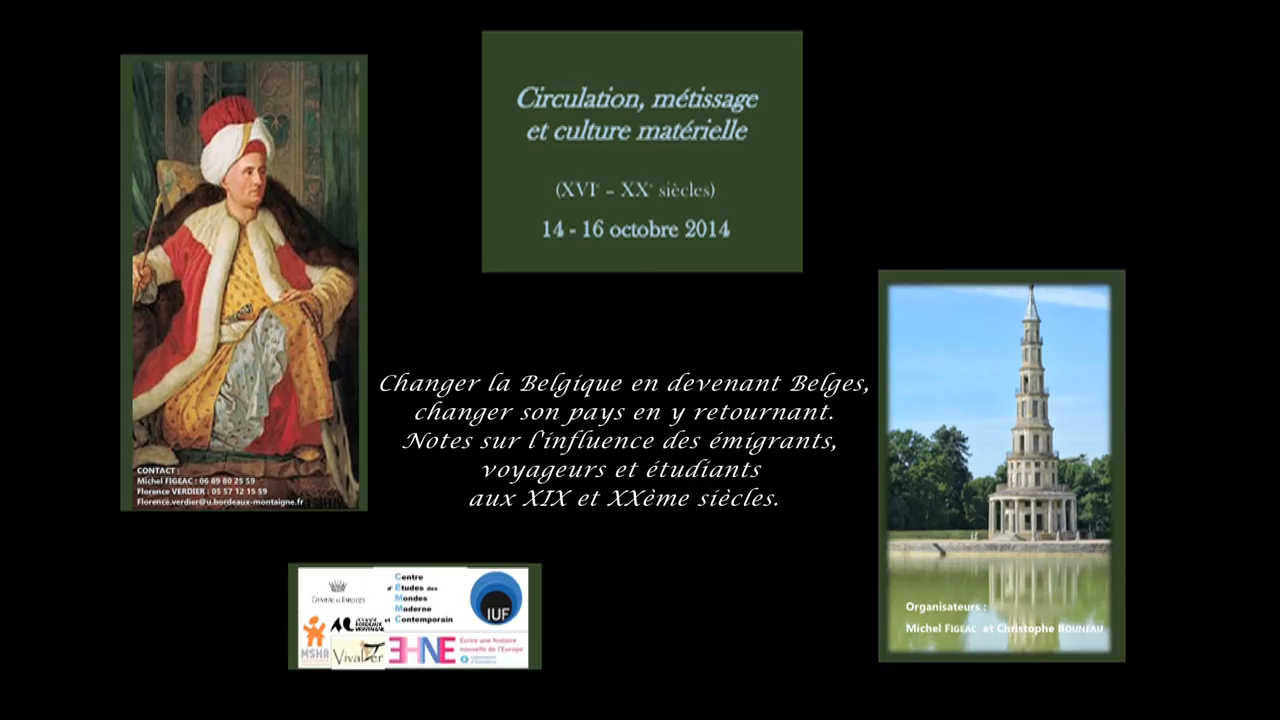 Circulation, métissage
et culture matérielle
(XVIe – XXe siècles)
14 - 16 octobre 2014
Changer la Belgique en devenant Belges,
changer son pays en y retournant.
Notes sur l'influence des émigrants,
voyageurs et étudiants
aux XIX et XXème siècles.
CONTACT :
Michel FIGEAC : 06 89 80 25 59
Florence VERDIER : 05 57 12 15 59
Florence.verdier@u.bordeaux-montaigne.fr
Organisateurs :
Michel FIGEAC et Christophe BOUNEAU
Centre
d'Études des
Mondes
Moderne
et Contemporain
IUF
MSHA
EHNE
Écrire une histoire
nouvelle de l'Europe